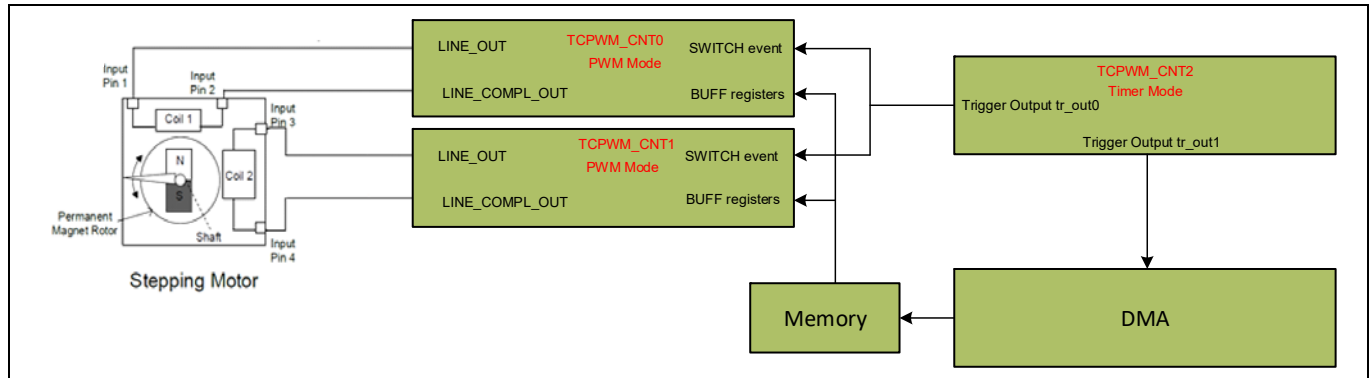 TCPWM_CNT0
PWM Mode
LINE_OUT
SWITCH event
LINE_COMPL_OUT
BUFF registers
TCPWM_CNT1
PWM Mode
LINE_OUT
SWITCH event
LINE_COMPL_OUT
BUFF registers
TCPWM_CNT2
Timer Mode
Trigger Output tr_out0
Trigger Output tr_out1
Input
Pin 1
Input
Pin 2
Input
Pin 3
Coil 1
Coil 2
N
S
Permanent
Magnet Rotor
Shaft
Input
Pin 4
Stepping Motor
Memory
DMA